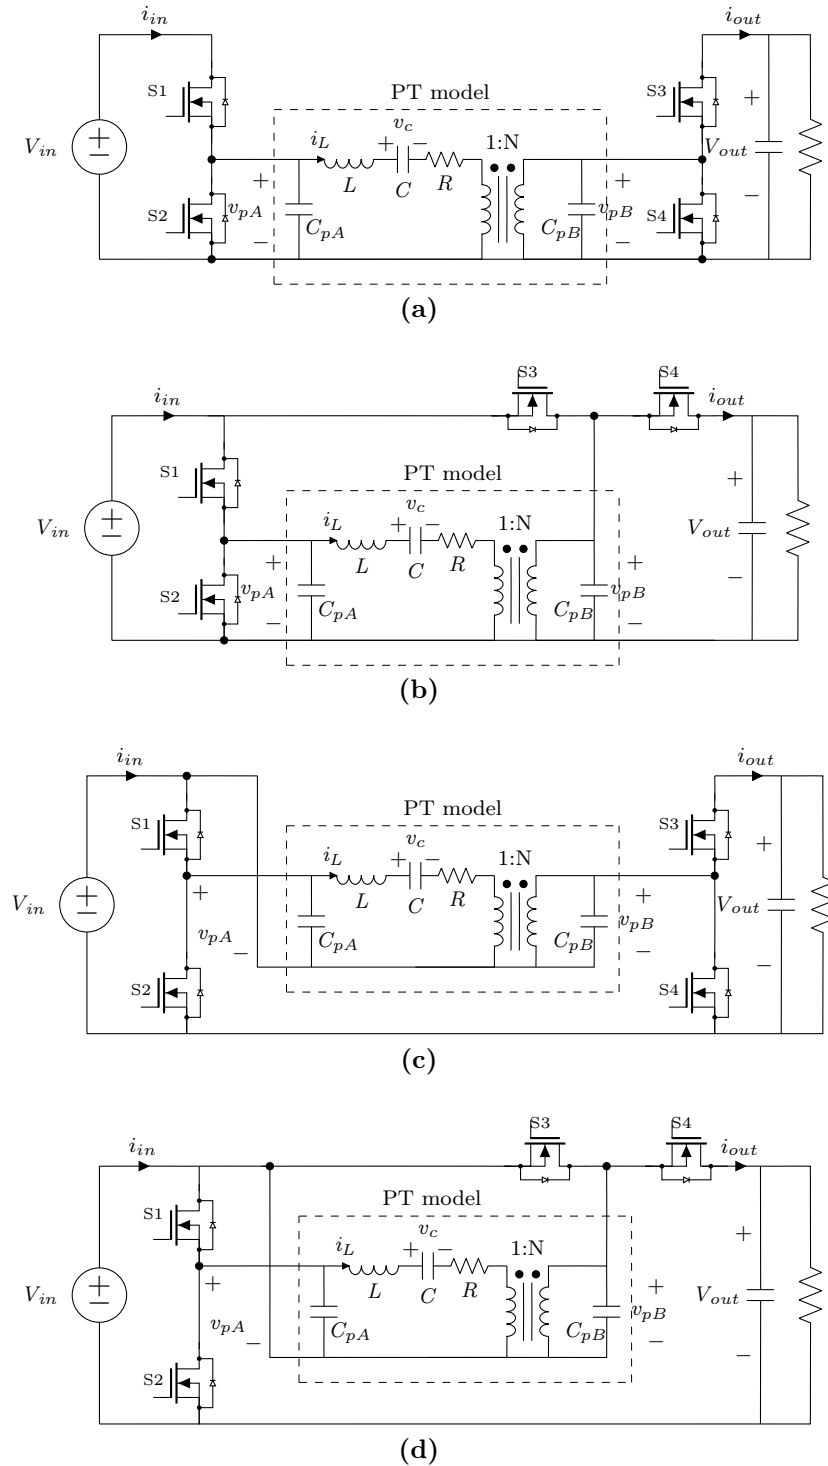 i_in i_out
S1 S3
PT model
+ v_c − 1:N
i_L
V_in + − L C R V_out + −
S2 v_pA + − C_pA C_pB v_pB + − S4
(a)
S3 S4
i_in i_out
S1
PT model
+ v_c − 1:N
i_L
V_in + − L C R V_out + −
S2 v_pA + − C_pA C_pB v_pB + −
(b)
i_in i_out
S1 S3
PT model
+ v_c − 1:N
i_L
V_in + − L C R V_out + −
v_pA + − C_pA C_pB v_pB + −
S2 S4
(c)
S3 S4
i_in i_out
S1
PT model
+ v_c − 1:N
i_L
V_in + − L C R V_out + −
v_pA + − C_pA C_pB v_pB + −
S2
(d)